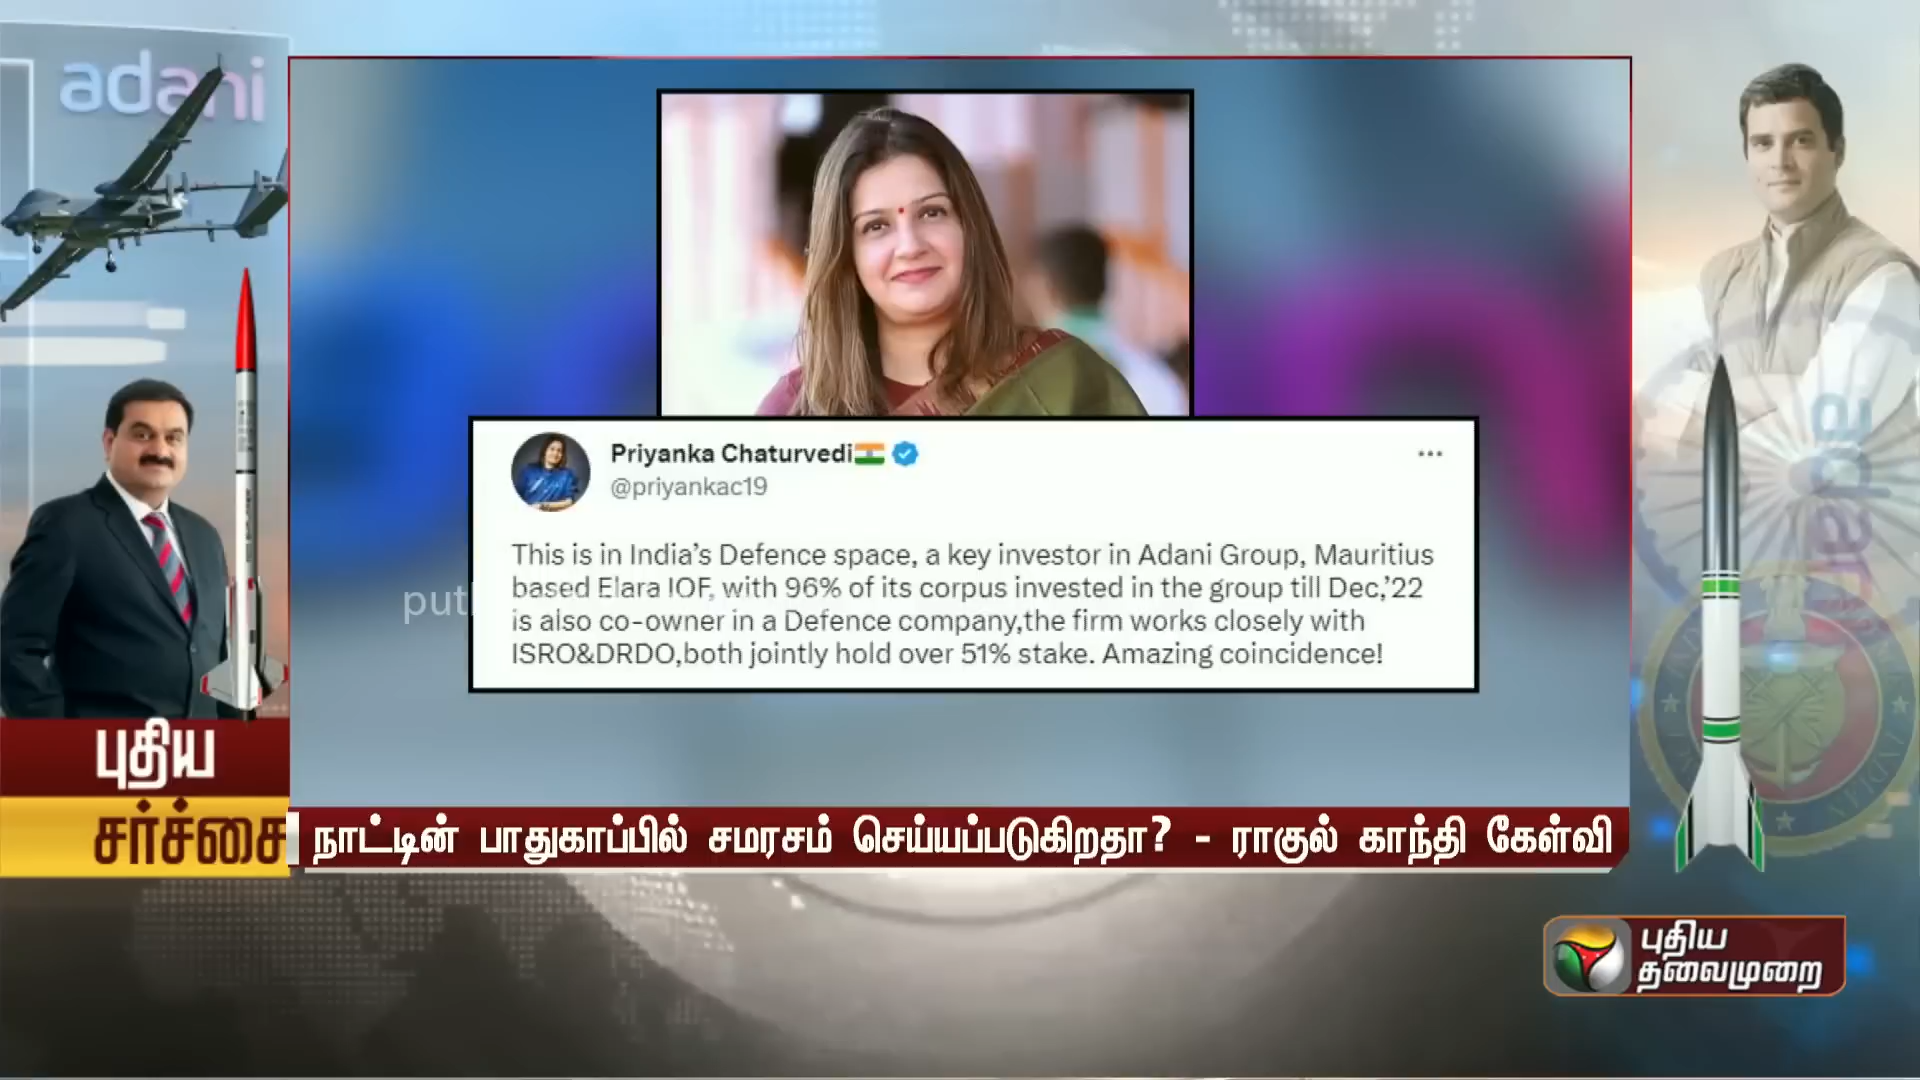 adani
Priyanka Chaturvedi
@priyankac19
This is in India's Defence space, a key investor in Adani Group, Mauritius
based Elara IOF, with 96% of its corpus invested in the group till Dec,'22
is also co-owner in a Defence company,the firm works closely with
ISRO&DRDO,both jointly hold over 51% stake. Amazing coincidence!
புதிய
சர்ச்சை
நாட்டின் பாதுகாப்பில் சமரசம் செய்யப்படுகிறதா? - ராகுல் காந்தி கேள்வி
புதிய
தலைமுறை